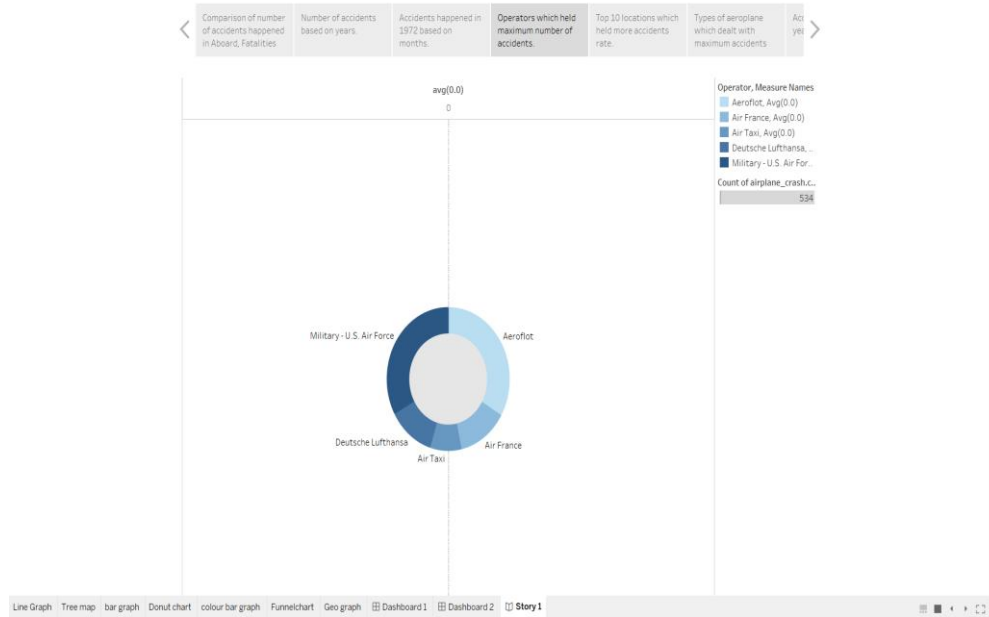 Comparison of number
of accidents happened
in Aboard, Fatalities
Number of accidents
based on years.
Accidents happened in
1972 based on
months.
Operators which held
maximum number of
accidents.
Top 10 locations which
held more accidents
rate.
Types of aeroplane
which dealt with
maximum accidents
avg(0.0)
0
Operator, Measure Names
Aeroflot, Avg(0.0)
Air France, Avg(0.0)
Air Taxi, Avg(0.0)
Deutsche Lufthansa, ..
Military - U.S. Air For..
Count of airplane_crash.c..
534
Military - U.S. Air Force
Aeroflot
Deutsche Lufthansa
Air France
Air Taxi
Line Graph Tree map bar graph Donut chart colour bar graph Funnelchart Geo graph Dashboard 1 Dashboard 2 Story 1